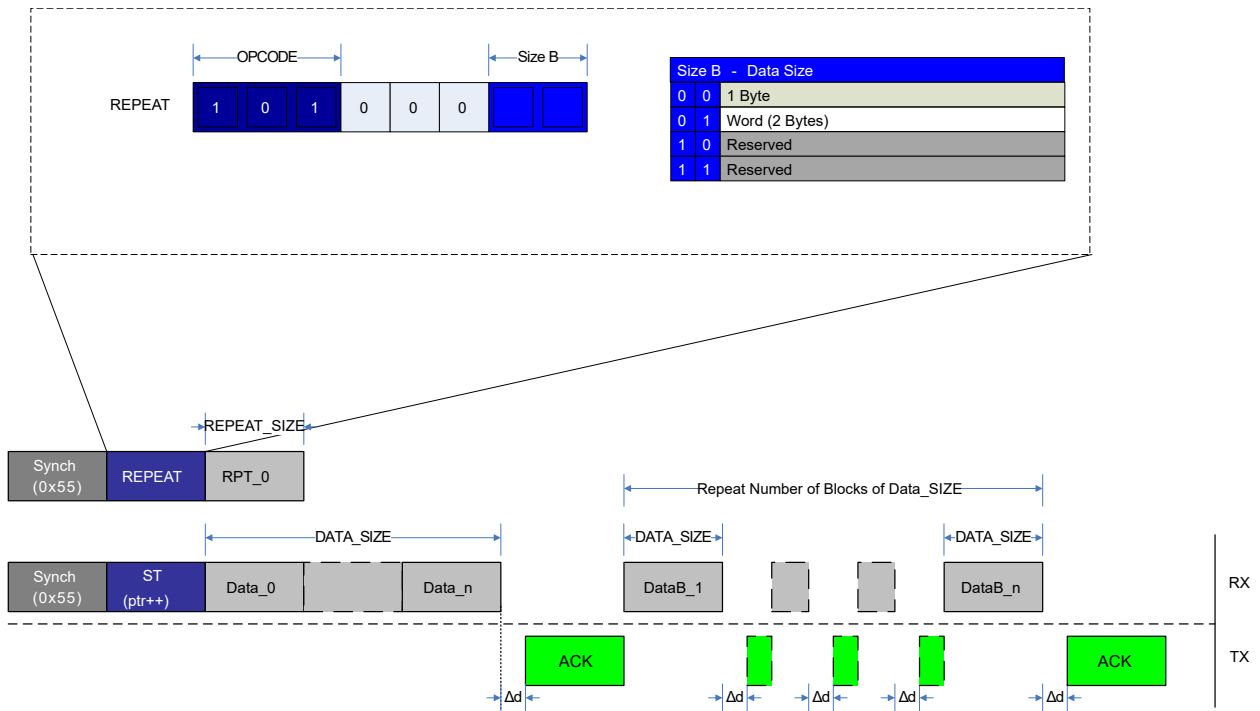 OPCODE
Size B
REPEAT
1 0 1 0 0 0
Size B - Data Size
0 0 1 Byte
0 1 Word (2 Bytes)
1 0 Reserved
1 1 Reserved
REPEAT_SIZE
Synch
(0x55)
REPEAT
RPT_0
Repeat Number of Blocks of Data_SIZE
DATA_SIZE
DATA_SIZE
DATA_SIZE
Synch
(0x55)
ST
(ptr++)
Data_0
Data_n
DataB_1
DataB_n
RX
ACK
ACK
TX
Δd
Δd
Δd
Δd
Δd